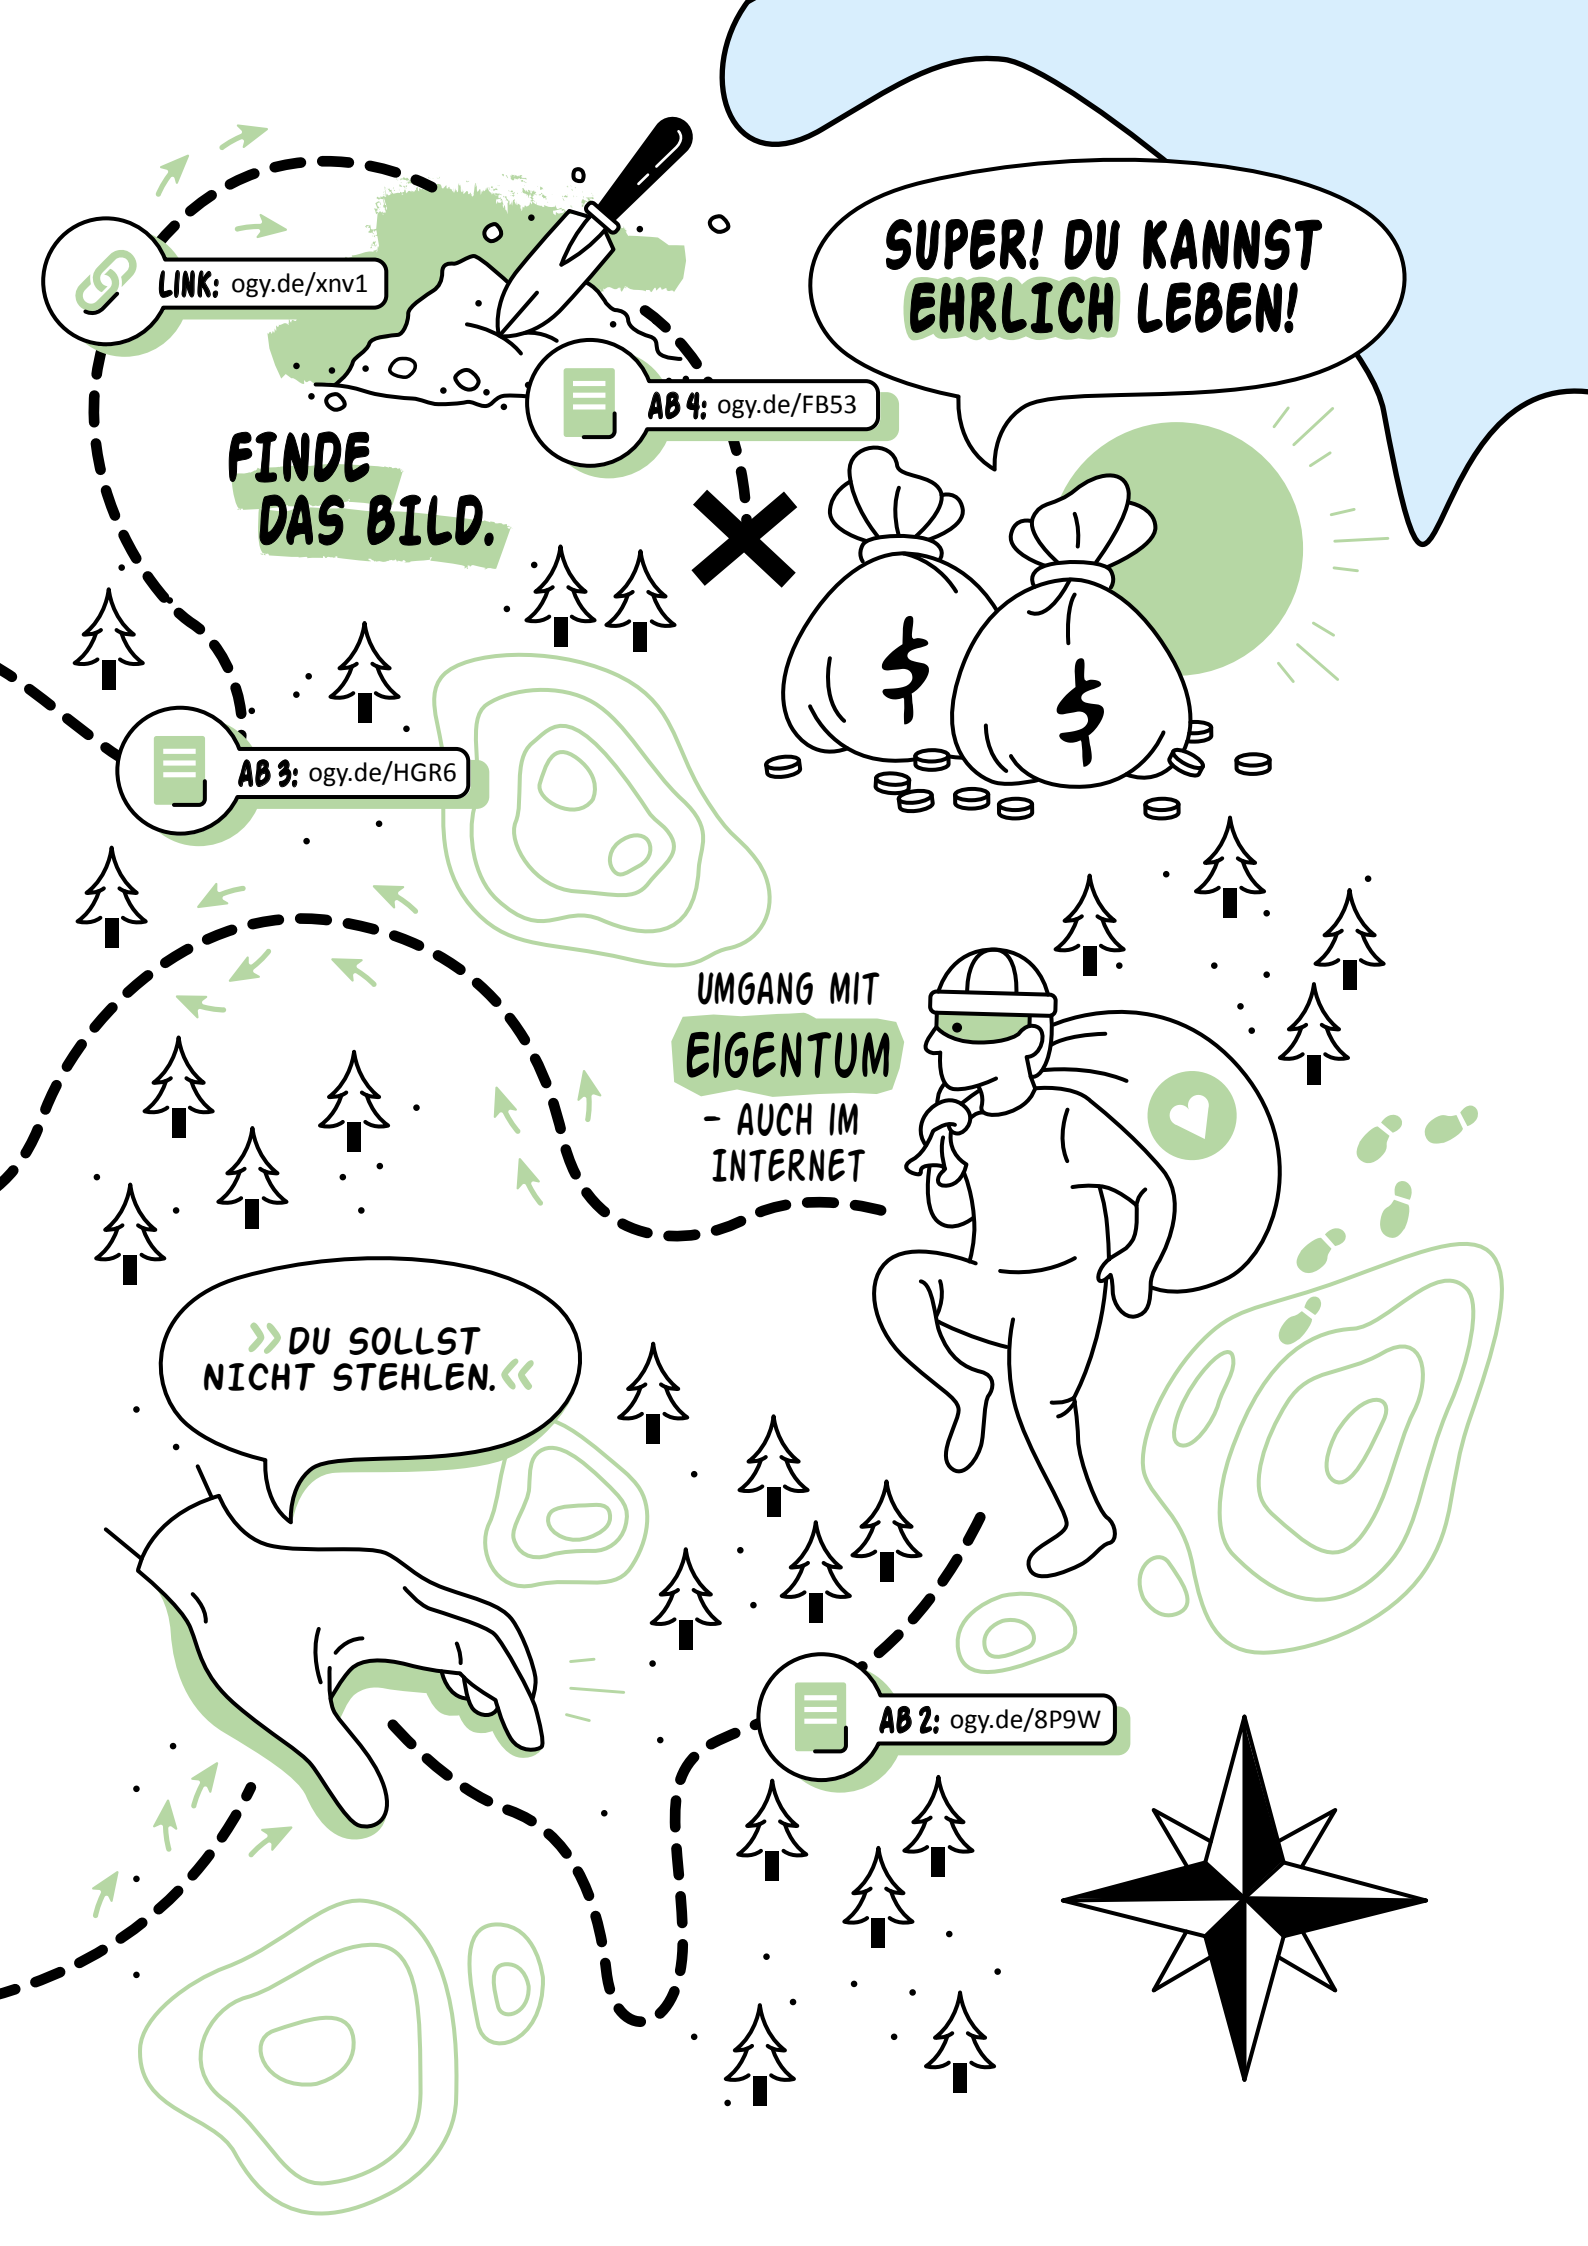 SUPER! DU KANNST
EHRLICH LEBEN!
LINK: ogy.de/xnv1
AB 4: ogy.de/FB53
FINDE
DAS BILD.
$
$
AB 3: ogy.de/HGR6
UMGANG MIT
EIGENTUM
– AUCH IM
INTERNET
»DU SOLLST
NICHT STEHLEN.«
AB 2: ogy.de/8P9W